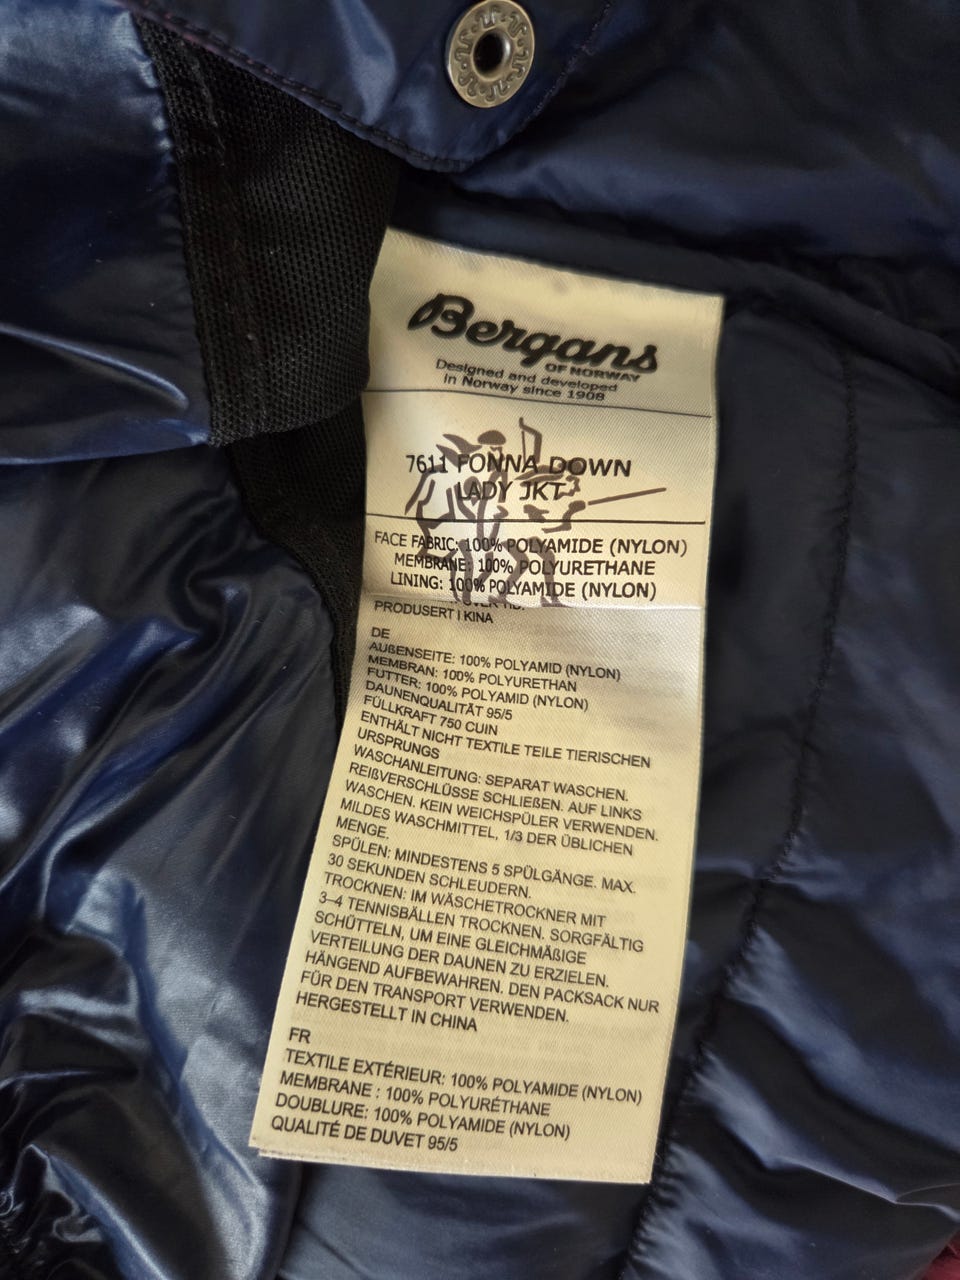 Bergans
OF NORWAY
Designed and developed
in Norway since 1908
7611 FONNA DOWN
LADY JKT
FACE FABRIC: 100% POLYAMIDE (NYLON)
MEMBRANE: 100% POLYURETHANE
LINING: 100% POLYAMIDE (NYLON)
PRODUSERT I KINA
DE
AUßENSEITE: 100% POLYAMID (NYLON)
MEMBRAN: 100% POLYURETHAN
FUTTER: 100% POLYAMID (NYLON)
DAUNENQUALITÄT 95/5
FÜLLKRAFT 750 CUIN
ENTHÄLT NICHT TEXTILE TEILE TIERISCHEN
URSPRUNGS
WASCHANLEITUNG: SEPARAT WASCHEN.
REIßVERSCHLÜSSE SCHLIEßEN. AUF LINKS
WASCHEN. KEIN WEICHSPÜLER VERWENDEN.
MILDES WASCHMITTEL, 1/3 DER ÜBLICHEN
MENGE.
SPÜLEN: MINDESTENS 5 SPÜLGÄNGE. MAX.
30 SEKUNDEN SCHLEUDERN.
TROCKNEN: IM WÄSCHETROCKNER MIT
3–4 TENNISBÄLLEN TROCKNEN. SORGFÄLTIG
SCHÜTTELN, UM EINE GLEICHMÄßIGE
VERTEILUNG DER DAUNEN ZU ERZIELEN.
HÄNGEND AUFBEWAHREN. DEN PACKSACK NUR
FÜR DEN TRANSPORT VERWENDEN.
HERGESTELLT IN CHINA
FR
TEXTILE EXTÉRIEUR: 100% POLYAMIDE (NYLON)
MEMBRANE : 100% POLYURÉTHANE
DOUBLURE: 100% POLYAMIDE (NYLON)
QUALITÉ DE DUVET 95/5